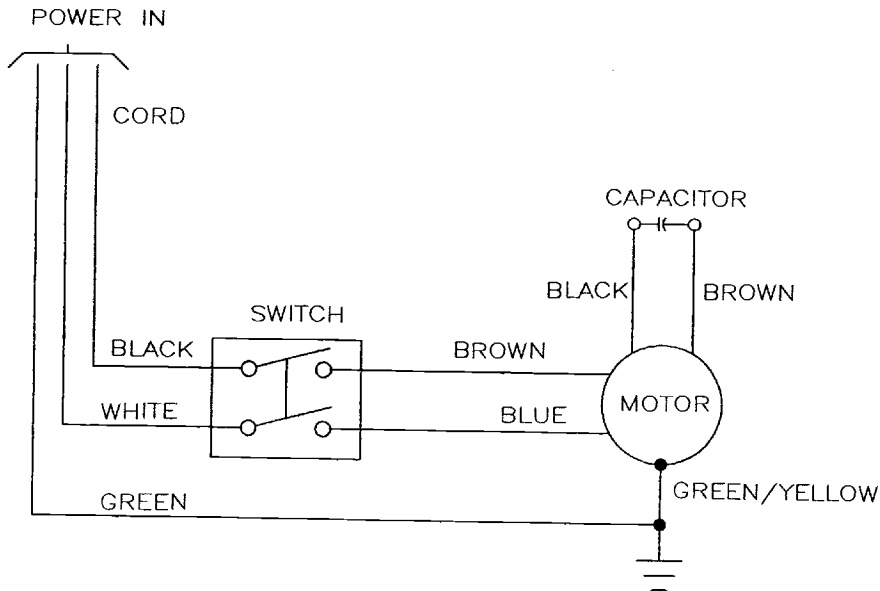 POWER IN
CORD
CAPACITOR
BLACK
BROWN
SWITCH
BLACK
BROWN
WHITE
BLUE
MOTOR
GREEN
GREEN/YELLOW